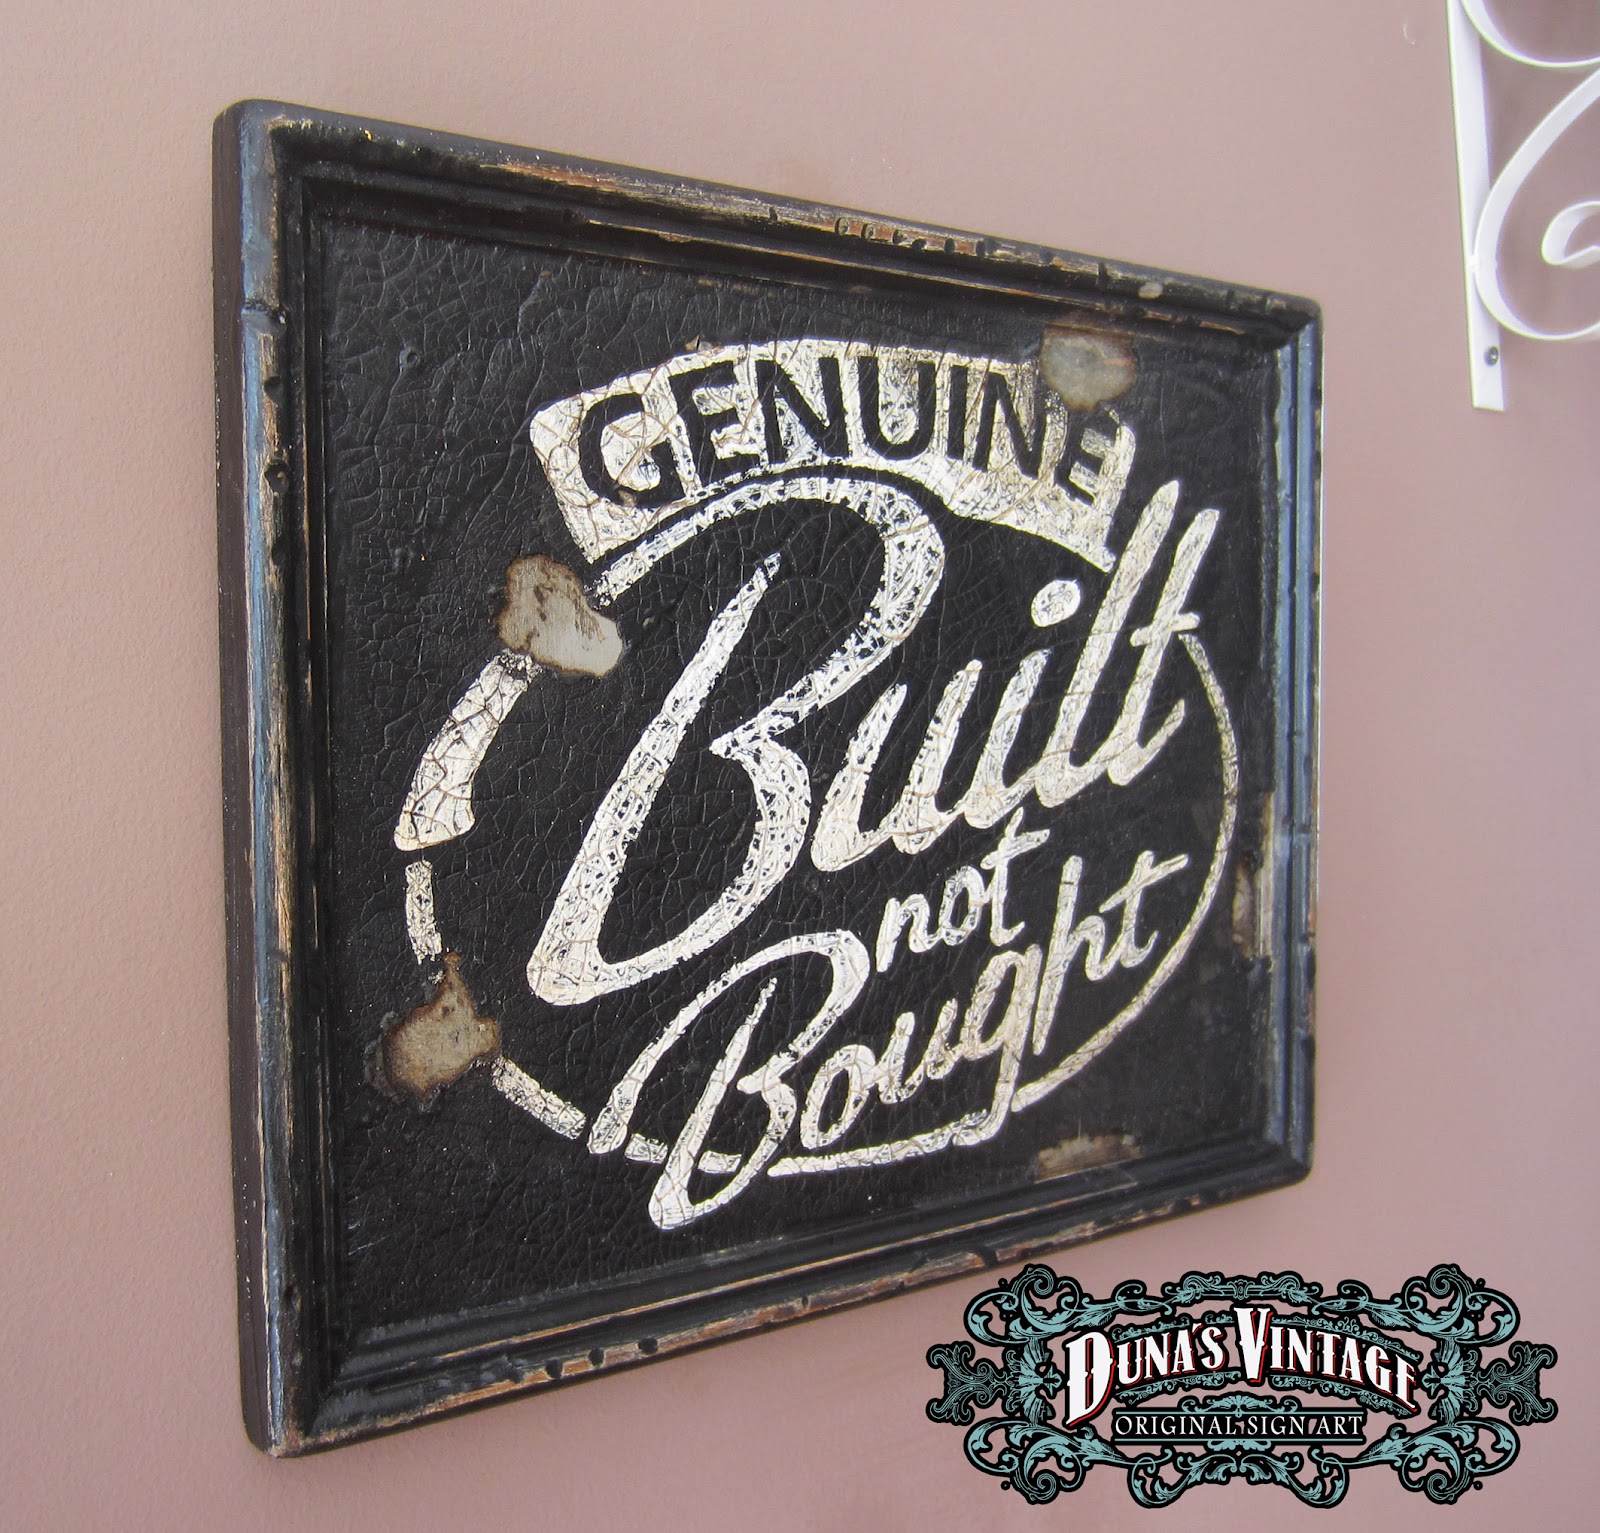 GENUINE
Built
not
Bought
DUNA'S VINTAGE
ORIGINAL SIGN ART